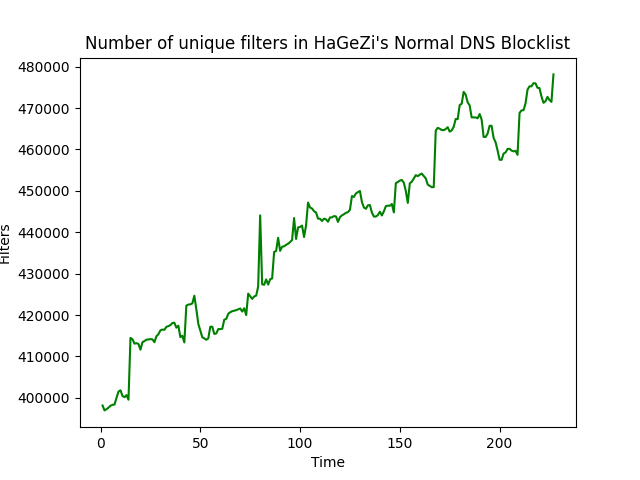 Number of unique filters in HaGeZi's Normal DNS Blocklist
480000
470000
460000
450000
440000
430000
420000
410000
400000
Filters
0 50 100 150 200
Time